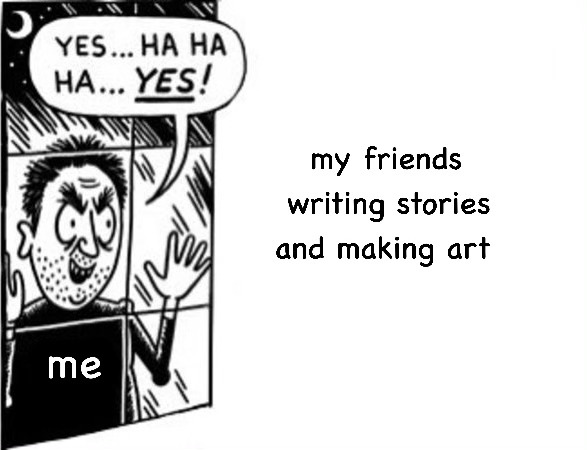 YES... HA HA
HA... YES!
my friends
writing stories
and making art
me